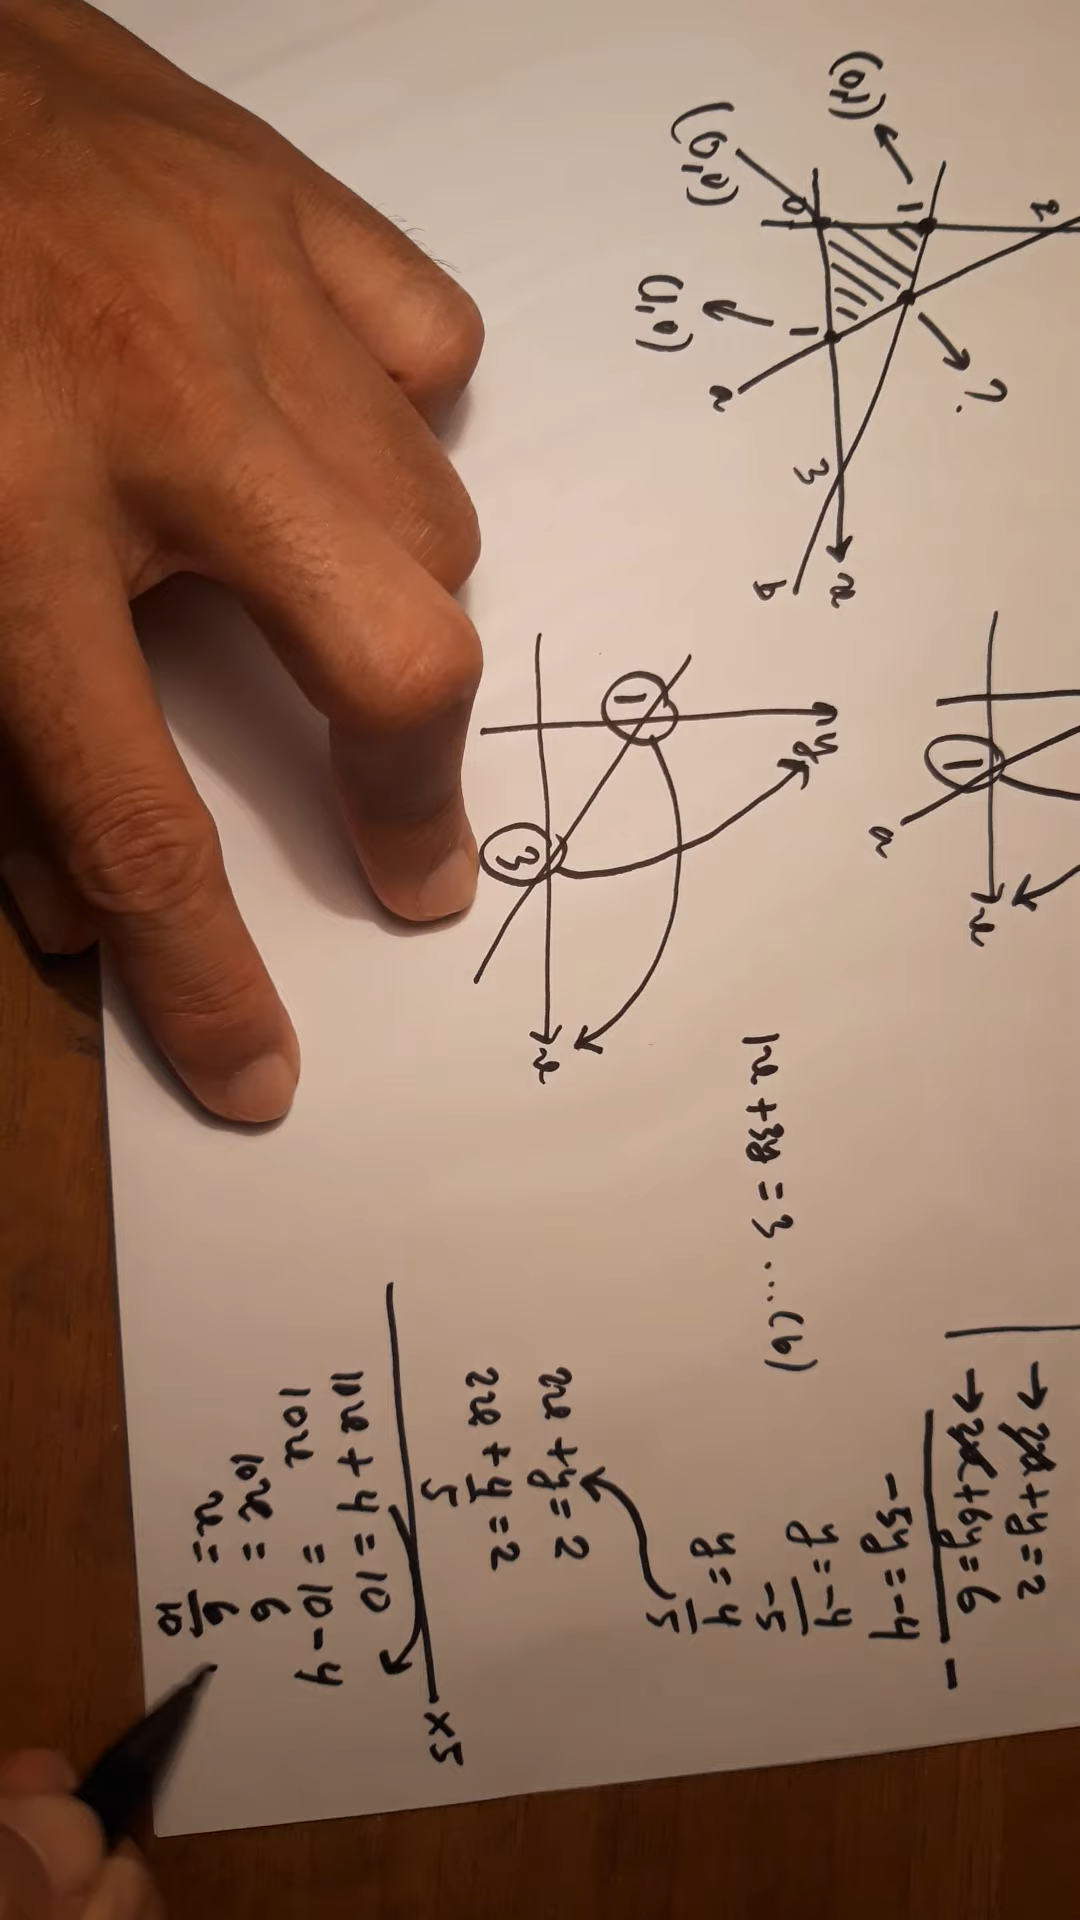 2
(0,1)
1
?
(0,0)
0
1
(1,0)
a
3
x
b
1
a
x
y
1
3
x
1x + 3y = 3 ... (b)
→ 2x + y = 2
→ 2x + 6y = 6
−
-5y = -4
y = -4
-5
y = 4
5
2x + y = 2
2x + 4 = 2
5
×5
10x + 4 = 10
10x = 10 - 4
10x = 6
x = 6
10